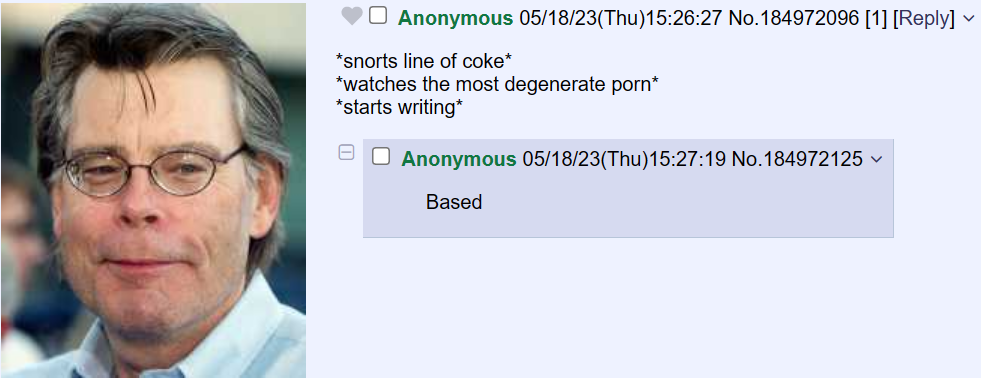 Anonymous 05/18/23(Thu)15:26:27 No.184972096 [1] [Reply]
*snorts line of coke*
*watches the most degenerate porn*
*starts writing*
Anonymous 05/18/23(Thu)15:27:19 No.184972125
Based